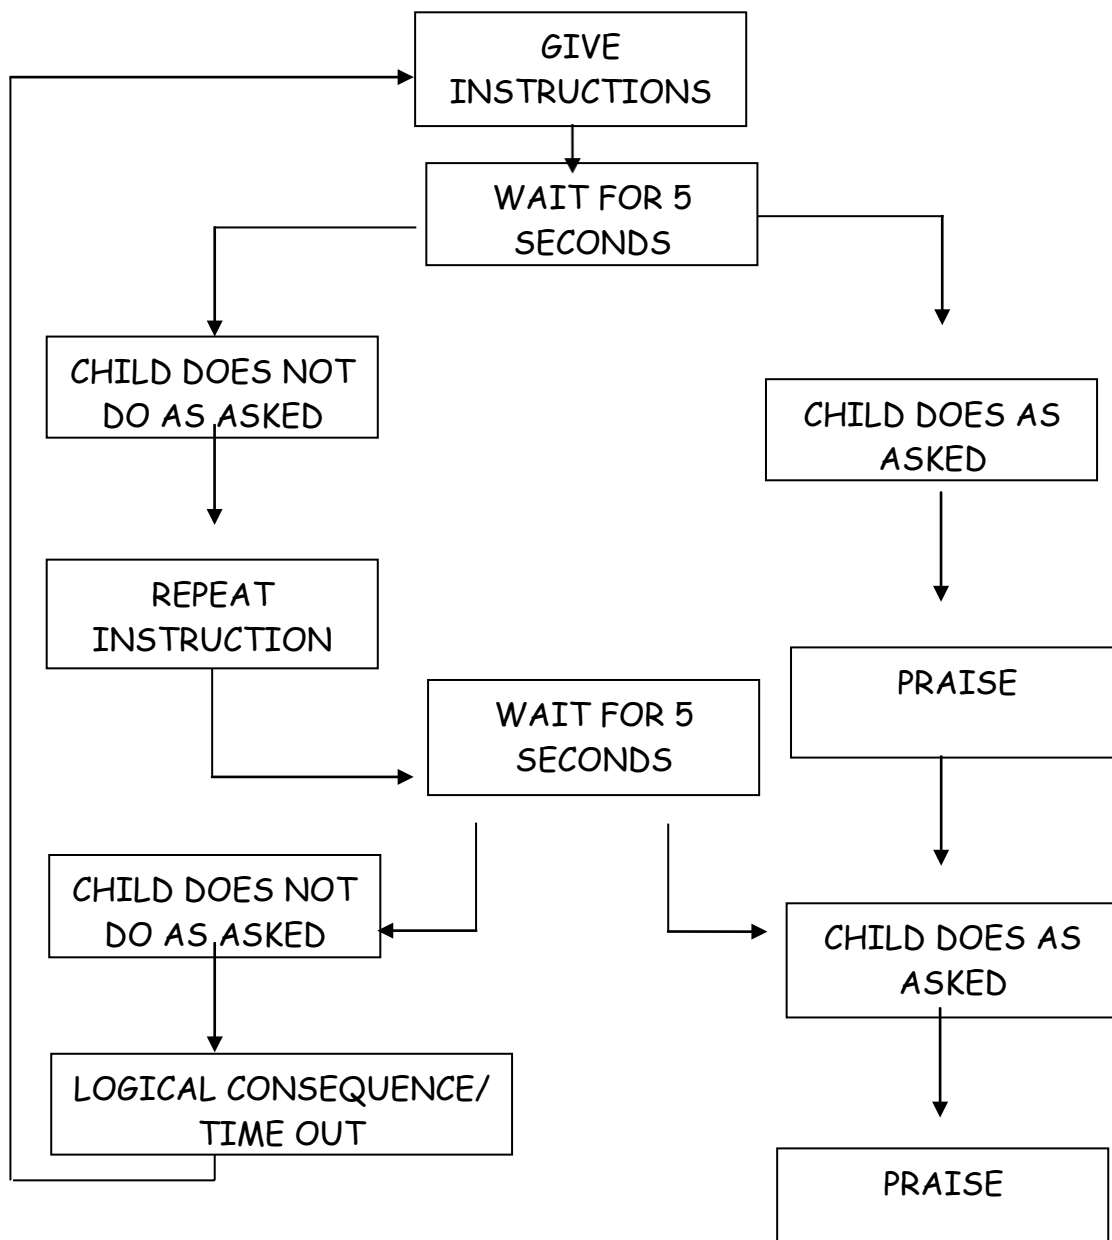 GIVE
INSTRUCTIONS
WAIT FOR 5
SECONDS
CHILD DOES NOT
DO AS ASKED
CHILD DOES AS
ASKED
REPEAT
INSTRUCTION
PRAISE
WAIT FOR 5
SECONDS
CHILD DOES NOT
DO AS ASKED
CHILD DOES AS
ASKED
LOGICAL CONSEQUENCE/
TIME OUT
PRAISE